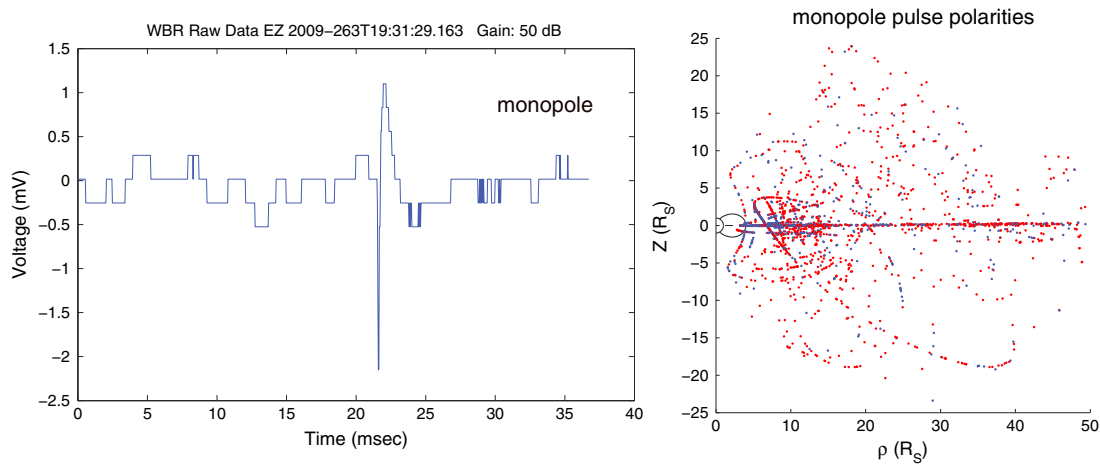 WBR Raw Data EZ 2009−263T19:31:29.163 Gain: 50 dB
1.5
1
0.5
0
−0.5
−1
−1.5
−2
−2.5
Voltage (mV)
monopole
0 5 10 15 20 25 30 35 40
Time (msec)
monopole pulse polarities
25
20
15
10
5
0
−5
−10
−15
−20
−25
Z (R_S)
0 10 20 30 40 50
ρ (R_S)